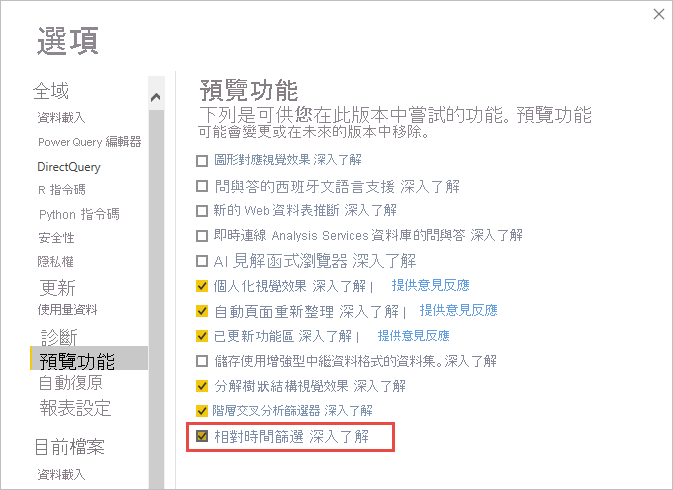 選項
全域
資料載入
Power Query 編輯器
DirectQuery
R 指令碼
Python 指令碼
安全性
隱私權
更新
使用量資料
診斷
預覽功能
自動復原
報表設定
目前檔案
資料載入
預覽功能
下列是可供您在此版本中嘗試的功能。預覽功能
可能會變更或在未來的版本中移除。
圖形對應視覺效果 深入了解
問與答的西班牙文語言支援 深入了解
新的 Web 資料表推斷 深入了解
即時連線 Analysis Services 資料庫的問與答 深入了解
AI 見解函式瀏覽器 深入了解
個人化視覺效果 深入了解 | 提供意見反應
自動頁面重新整理 深入了解 | 提供意見反應
已更新功能區 深入了解 | 提供意見反應
儲存使用增強型中繼資料格式的資料集。深入了解
分解樹狀結構視覺效果 深入了解
階層交叉分析篩選器 深入了解
相對時間篩選 深入了解